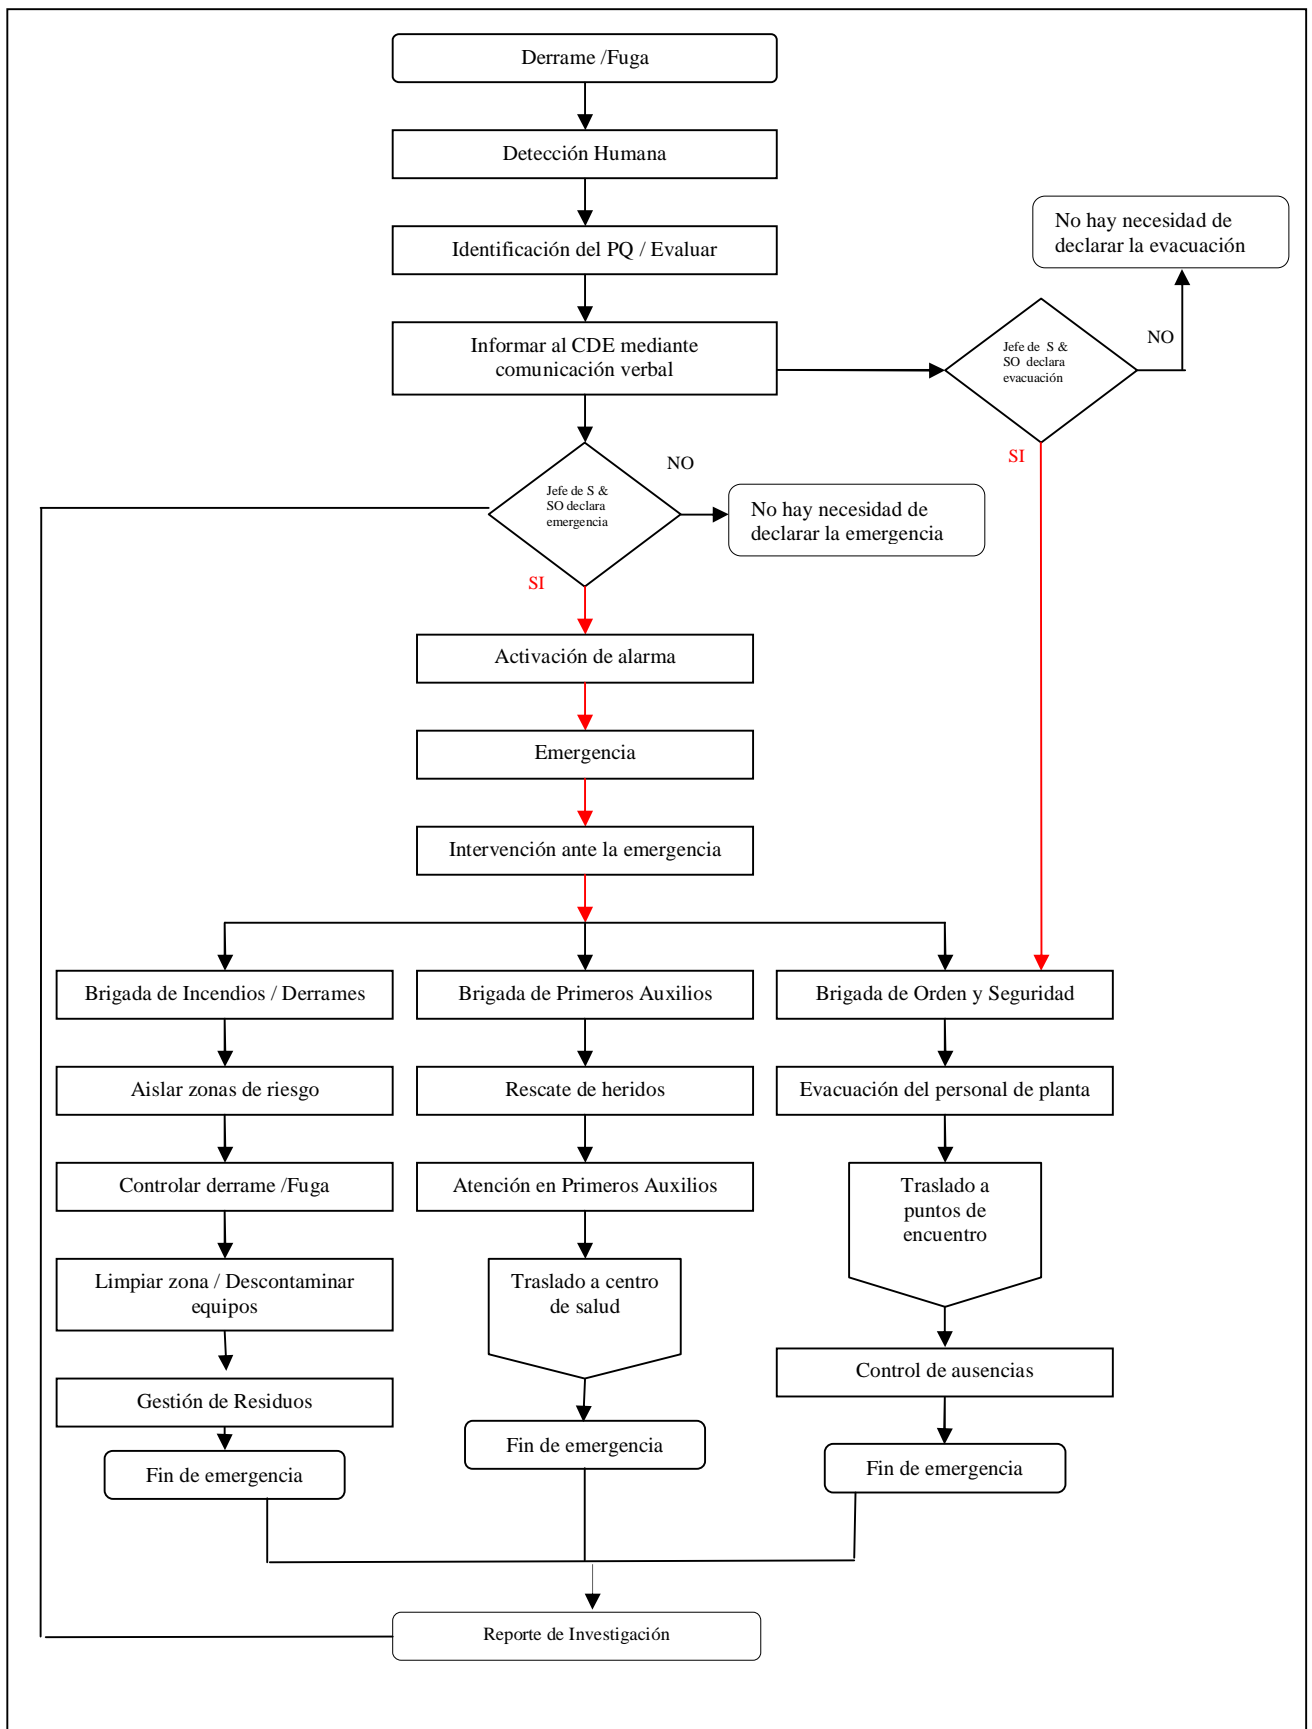 Derrame /Fuga
Detección Humana
Identificación del PQ / Evaluar
No hay necesidad de
declarar la evacuación
Informar al CDE mediante
comunicación verbal
Jefe de S &
SO declara
evacuación
NO
SI
Jefe de S &
SO declara
emergencia
NO
No hay necesidad de
declarar la emergencia
SI
Activación de alarma
Emergencia
Intervención ante la emergencia
Brigada de Incendios / Derrames
Brigada de Primeros Auxilios
Brigada de Orden y Seguridad
Aislar zonas de riesgo
Rescate de heridos
Evacuación del personal de planta
Controlar derrame /Fuga
Atención en Primeros Auxilios
Traslado a
puntos de
encuentro
Limpiar zona / Descontaminar
equipos
Traslado a centro
de salud
Control de ausencias
Gestión de Residuos
Fin de emergencia
Fin de emergencia
Fin de emergencia
Reporte de Investigación